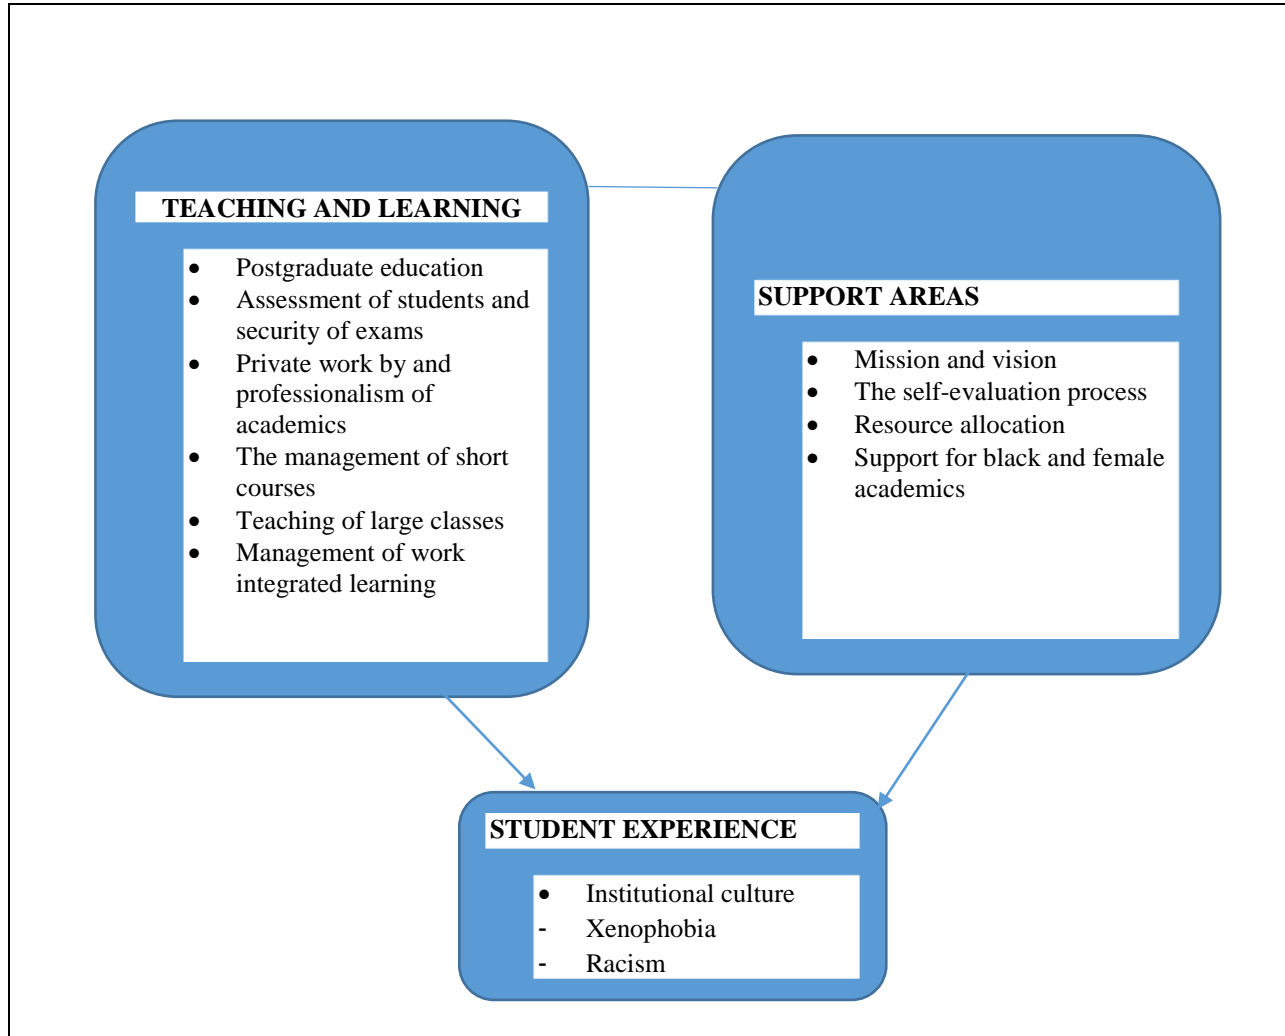 TEACHING AND LEARNING
• Postgraduate education
• Assessment of students and
security of exams
• Private work by and
professionalism of
academics
• The management of short
courses
• Teaching of large classes
• Management of work
integrated learning
SUPPORT AREAS
• Mission and vision
• The self-evaluation process
• Resource allocation
• Support for black and female
academics
STUDENT EXPERIENCE
• Institutional culture
- Xenophobia
- Racism